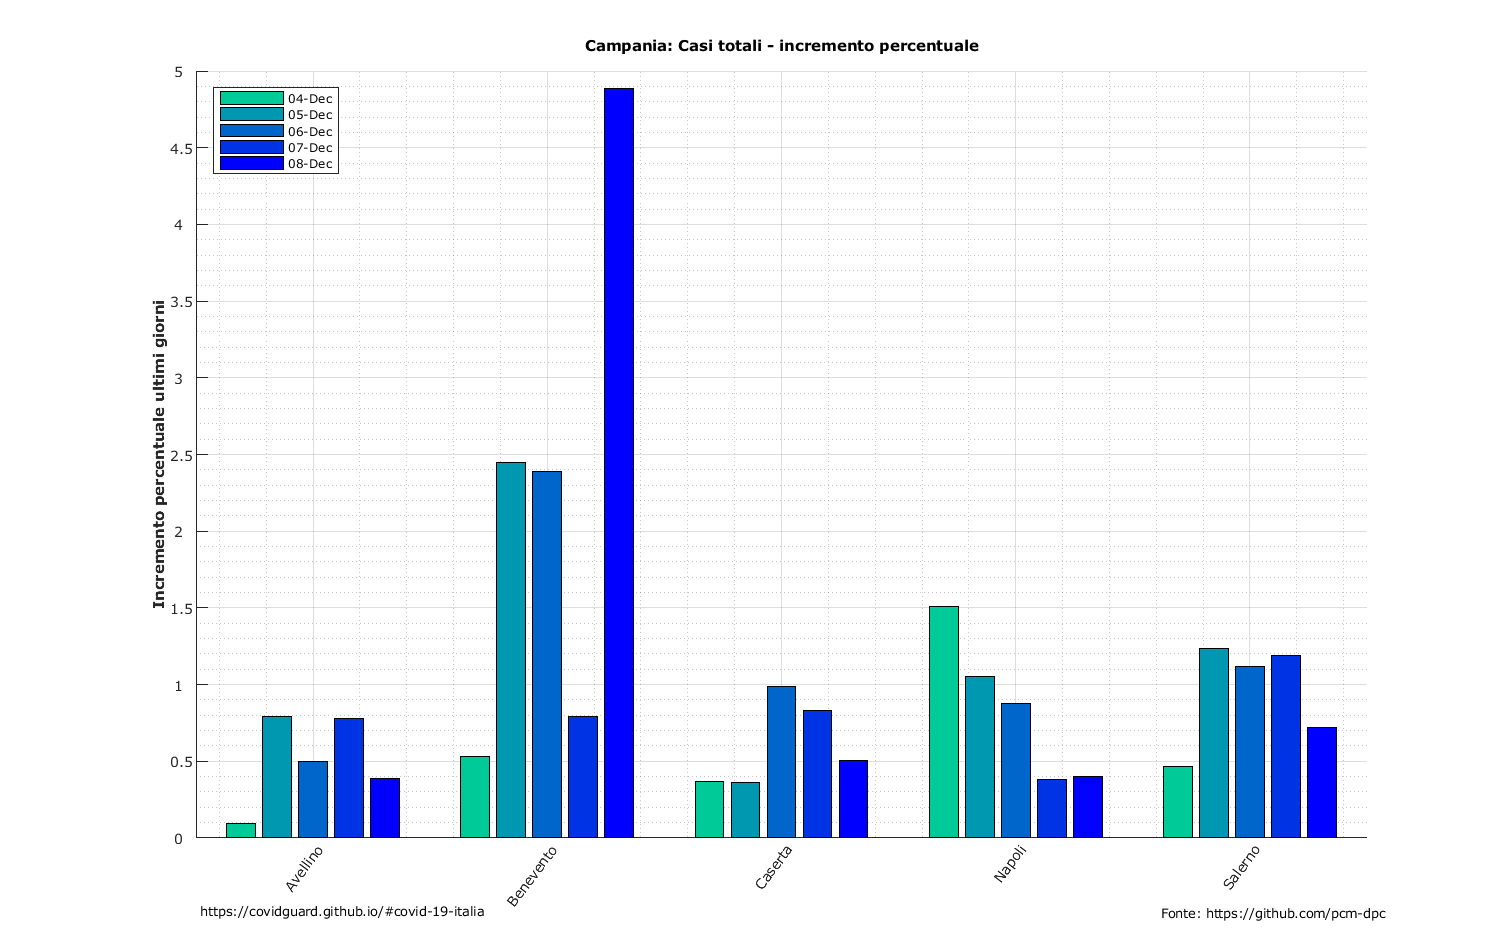 Campania: Casi totali - incremento percentuale
04-Dec
05-Dec
06-Dec
07-Dec
08-Dec
Incremento percentuale ultimi giorni
5
4.5
4
3.5
3
2.5
2
1.5
1
0.5
0
Avellino
Benevento
Caserta
Napoli
Salerno
https://covidguard.github.io/#covid-19-italia
Fonte: https://github.com/pcm-dpc